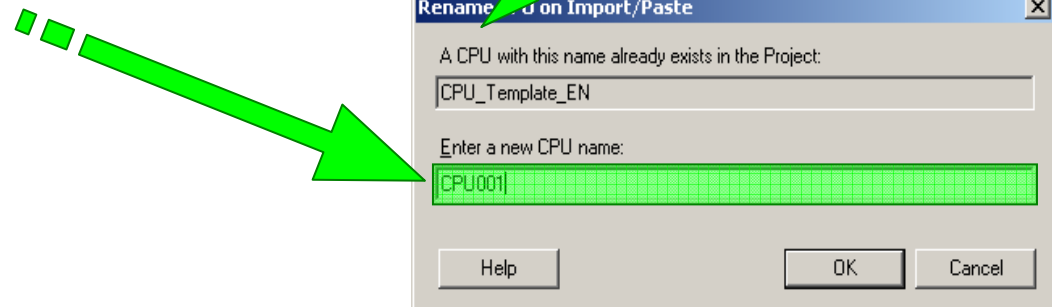 Rename on Import/Paste
A CPU with this name already exists in the Project:
CPU_Template_EN
Enter a new CPU name:
CPU001
Help
OK
Cancel